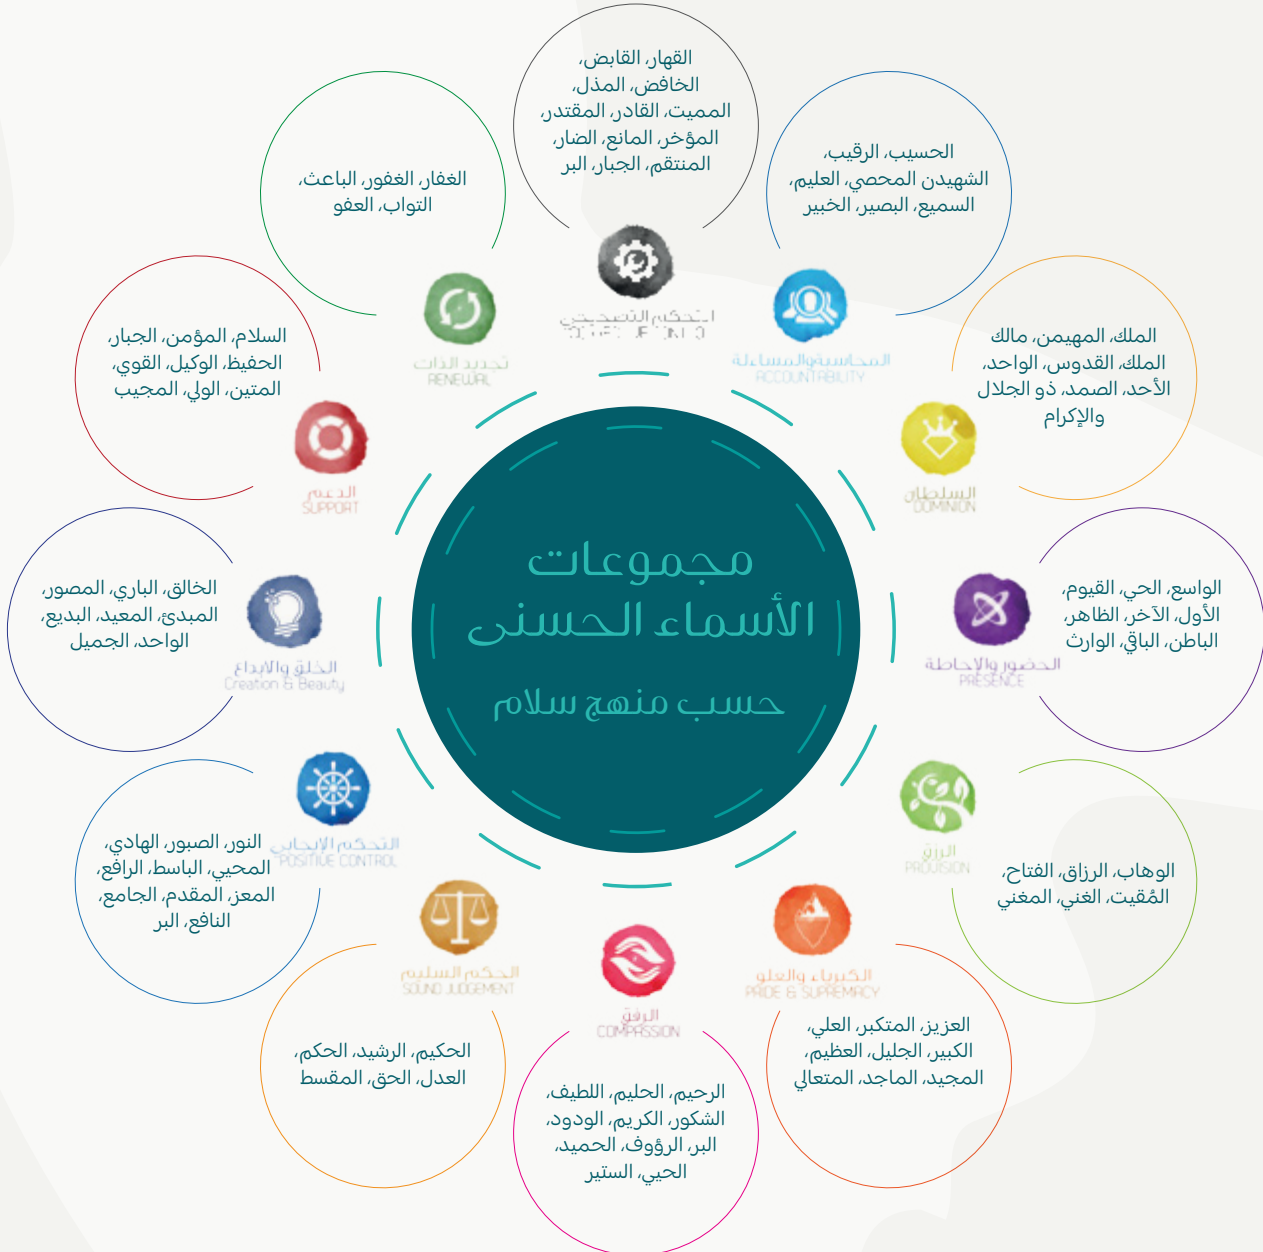 مجموعات
الأسماء الحسنى
حسب منهج سلام
القهار، القابض،
الخافض، المذل،
المميت، القادر، المقتدر،
المؤخر، المانع، الضار،
المنتقم، الجبار، البر
التحكم التصحيحي
الحسيب، الرقيب،
الشهيدن المحصي، العليم،
السميع، البصير، الخبير
المحاسبة والمساءلة
ACCOUNTABILITY
الملك، المهيمن، مالك
الملك، القدوس، الواحد،
الأحد، الصمد، ذو الجلال
والإكرام
السلطان
DOMINION
الواسع، الحي، القيوم،
الأول، الآخر، الظاهر،
الباطن، الباقي، الوارث
الحضور والإحاطة
PRESENCE
الرزق
PROVISION
الوهاب، الرزاق، الفتاح،
المُقيت، الغني، المغني
الكبرياء والعلو
PRIDE & SUPREMACY
العزيز، المتكبر، العلي،
الكبير، الجليل، العظيم،
المجيد، الماجد، المتعالي
الرفق
COMPASSION
الرحيم، الحليم، اللطيف،
الشكور، الكريم، الودود،
البر، الرؤوف، الحميد،
الحيي، الستير
الحكم السليم
SOUND JUDGEMENT
الحكيم، الرشيد، الحكم،
العدل، الحق، المقسط
التحكم الإيجابي
POSITIVE CONTROL
النور، الصبور، الهادي،
المحيي، الباسط، الرافع،
المعز، المقدم، الجامع،
النافع، البر
الخالق، الباري، المصور،
المبدئ، المعيد، البديع،
الواحد، الجميل
الخلق والابداع
Creation & Beauty
السلام، المؤمن، الجبار،
الحفيظ، الوكيل، القوي،
المتين، الولي، المجيب
الدعم
SUPPORT
الغفار، الغفور، الباعث،
التواب، العفو
تجديد الذات
RENEWAL